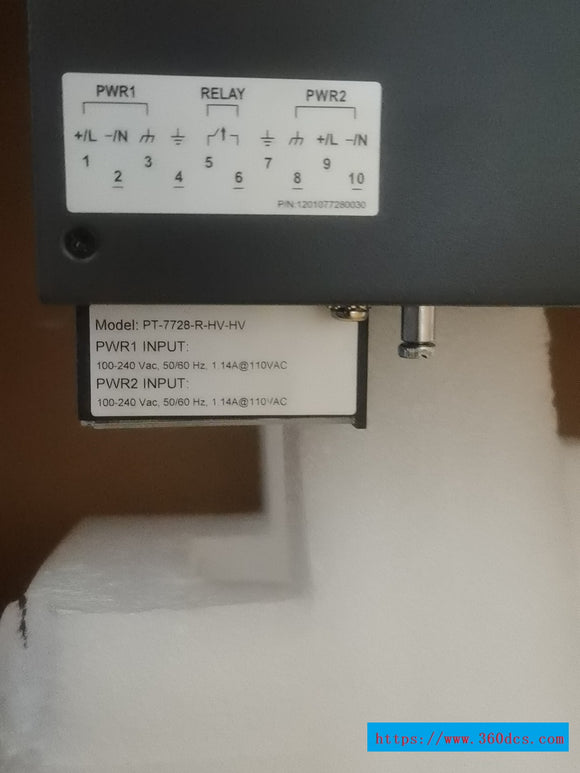 PWR1 RELAY PWR2
+/L -/N +/L -/N
1 3 5 7 9
2 4 6 8 10
P/N:1201077280030
Model: PT-7728-R-HV-HV
PWR1 INPUT:
100-240 Vac, 50/60 Hz, 1.14A@110VAC
PWR2 INPUT:
100-240 Vac, 50/60 Hz, 1.14A@110VAC
https://www.360dcs.com/